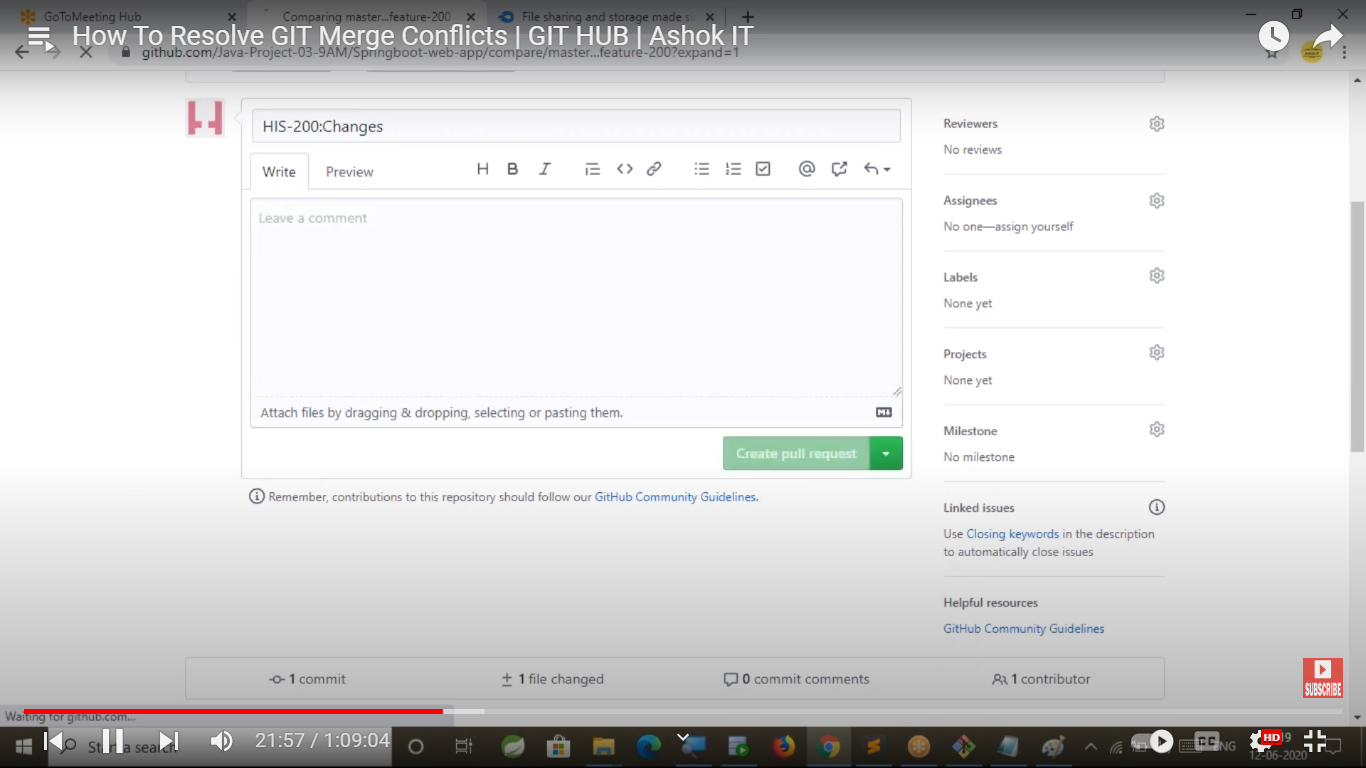 GoToMeeting Hub
Comparing master...feature-200
File sharing and storage made si
How To Resolve GIT Merge Conflicts | GIT HUB | Ashok IT
github.com/Java-Project-03-9AM/Springboot-web-app/compare/master...feature-200?expand=1
HIS-200:Changes
Write
Preview
Leave a comment
Attach files by dragging & dropping, selecting or pasting them.
Create pull request
Remember, contributions to this repository should follow our GitHub Community Guidelines.
Reviewers
No reviews
Assignees
No one—assign yourself
Labels
None yet
Projects
None yet
Milestone
No milestone
Linked issues
Use Closing keywords in the description
to automatically close issues
Helpful resources
GitHub Community Guidelines
1 commit
1 file changed
0 commit comments
1 contributor
SUBSCRIBE
Waiting for github.com...
21:57 / 1:09:04
CC
HD
ENG
12-06-2020